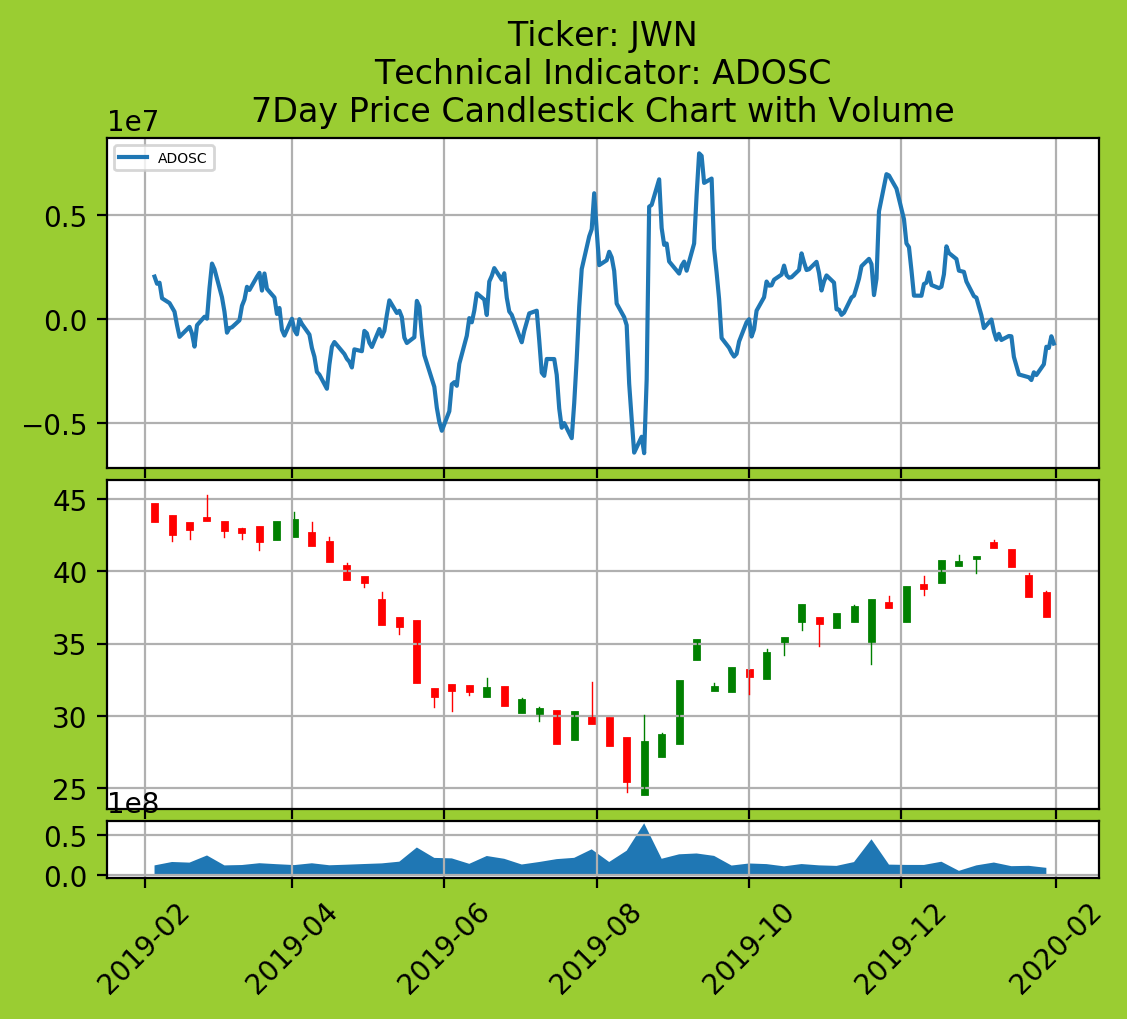 Ticker: JWN
Technical Indicator: ADOSC
7Day Price Candlestick Chart with Volume
1e7
ADOSC
0.5
0.0
−0.5
45
40
35
30
25
1e8
0.5
0.0
2019-02
2019-04
2019-06
2019-08
2019-10
2019-12
2020-02